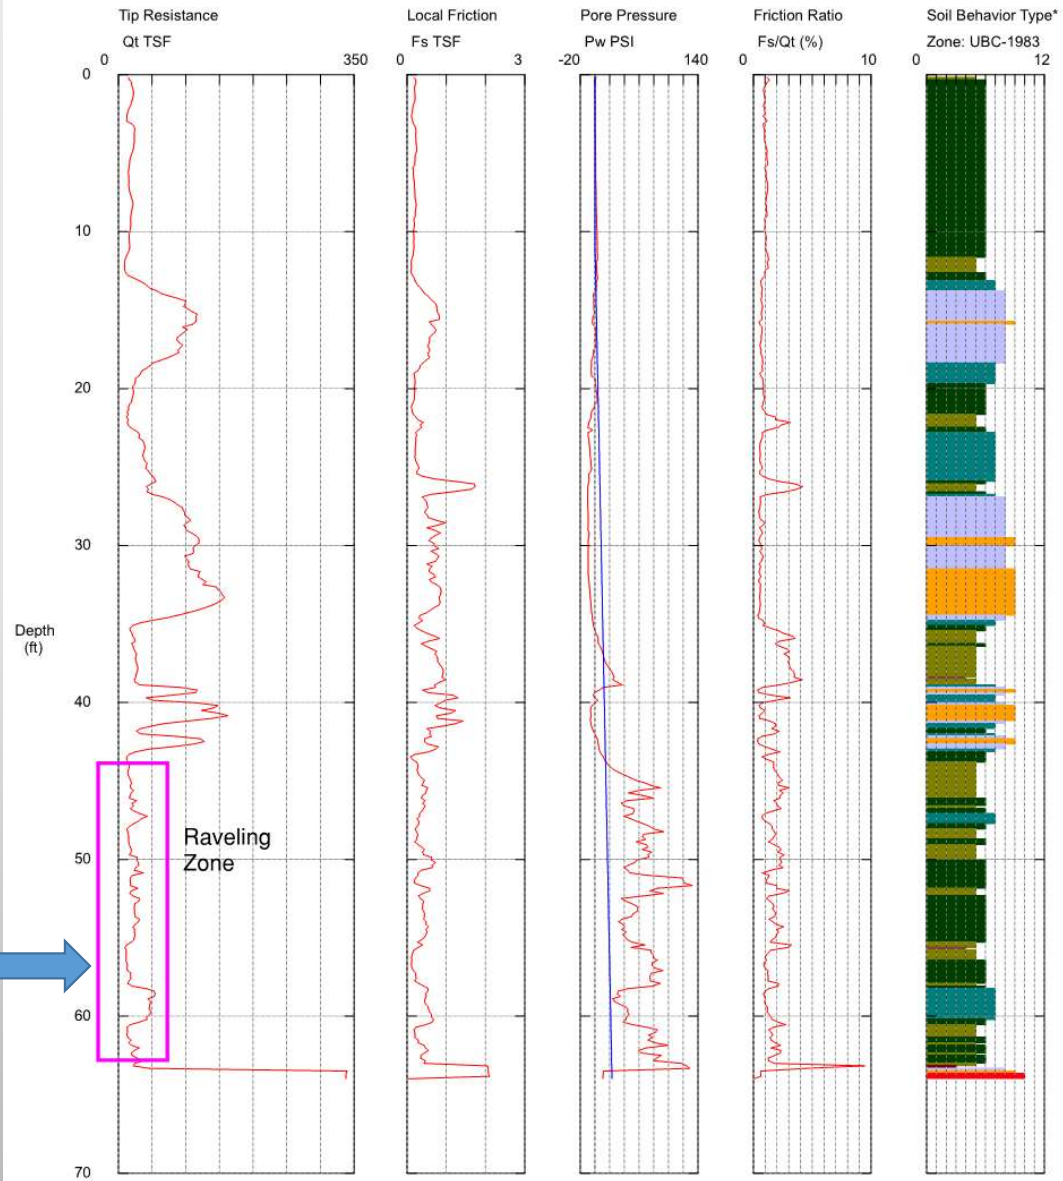 Tip Resistance Local Friction Pore Pressure Friction Ratio Soil Behavior Type*
Qt TSF Fs TSF Pw PSI Fs/Qt (%) Zone: UBC-1983
0 350 0 3 -20 140 0 10 0 12
0
10
20
30
Depth
(ft)
40
Raveling
Zone
50
60
70